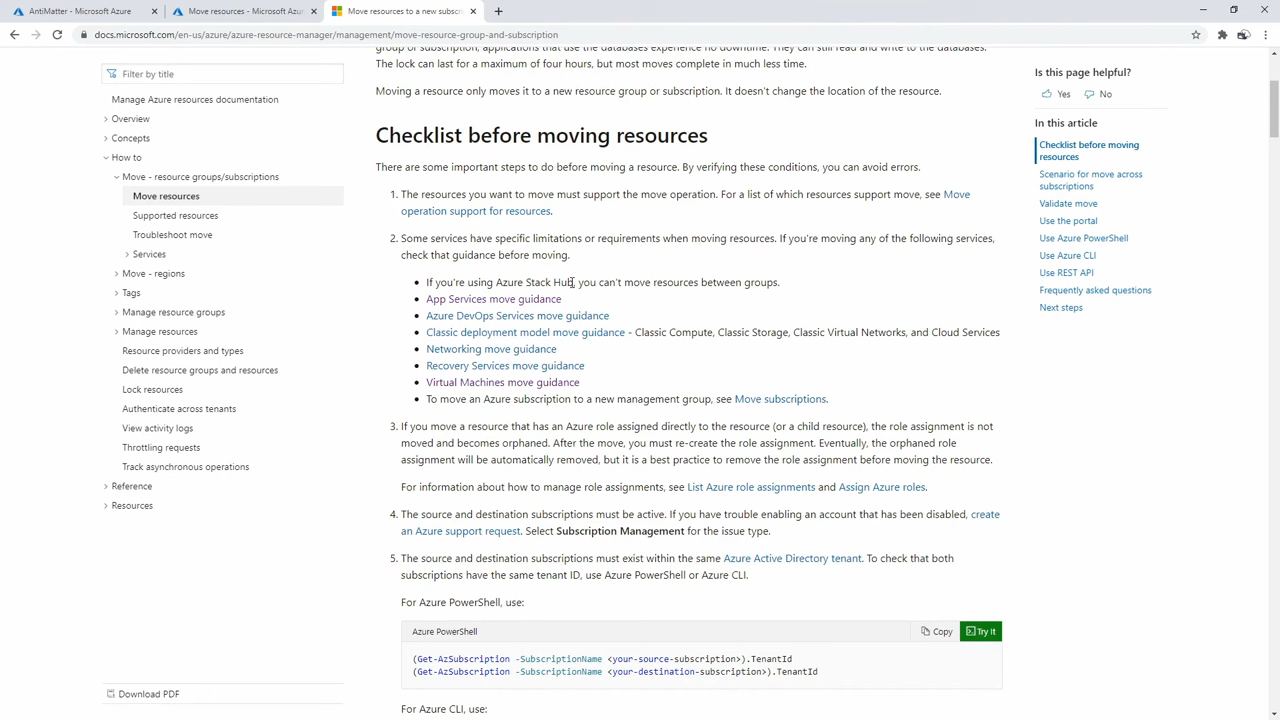 AntiMatter - Microsoft Azure
Move resources - Microsoft Azu
Move resources to a new subscri
docs.microsoft.com/en-us/azure/azure-resource-manager/management/move-resource-group-and-subscription
Filter by title
Manage Azure resources documentation
Overview
Concepts
How to
Move - resource groups/subscriptions
Move resources
Supported resources
Troubleshoot move
Services
Move - regions
Tags
Manage resource groups
Manage resources
Resource providers and types
Delete resource groups and resources
Lock resources
Authenticate across tenants
View activity logs
Throttling requests
Track asynchronous operations
Reference
Resources
Download PDF
group or subscription, applications that use the databases experience no downtime. They can still read and write to the databases.
The lock can last for a maximum of four hours, but most moves complete in much less time.
Moving a resource only moves it to a new resource group or subscription. It doesn't change the location of the resource.
Checklist before moving resources
There are some important steps to do before moving a resource. By verifying these conditions, you can avoid errors.
1. The resources you want to move must support the move operation. For a list of which resources support move, see Move
operation support for resources.
2. Some services have specific limitations or requirements when moving resources. If you're moving any of the following services,
check that guidance before moving.
• If you're using Azure Stack Hub, you can't move resources between groups.
• App Services move guidance
• Azure DevOps Services move guidance
• Classic deployment model move guidance - Classic Compute, Classic Storage, Classic Virtual Networks, and Cloud Services
• Networking move guidance
• Recovery Services move guidance
• Virtual Machines move guidance
• To move an Azure subscription to a new management group, see Move subscriptions.
3. If you move a resource that has an Azure role assigned directly to the resource (or a child resource), the role assignment is not
moved and becomes orphaned. After the move, you must re-create the role assignment. Eventually, the orphaned role
assignment will be automatically removed, but it is a best practice to remove the role assignment before moving the resource.
For information about how to manage role assignments, see List Azure role assignments and Assign Azure roles.
4. The source and destination subscriptions must be active. If you have trouble enabling an account that has been disabled, create
an Azure support request. Select Subscription Management for the issue type.
5. The source and destination subscriptions must exist within the same Azure Active Directory tenant. To check that both
subscriptions have the same tenant ID, use Azure PowerShell or Azure CLI.
For Azure PowerShell, use:
Azure PowerShell
Copy
Try It
(Get-AzSubscription -SubscriptionName <your-source-subscription>).TenantId
(Get-AzSubscription -SubscriptionName <your-destination-subscription>).TenantId
For Azure CLI, use:
Is this page helpful?
Yes
No
In this article
Checklist before moving
resources
Scenario for move across
subscriptions
Validate move
Use the portal
Use Azure PowerShell
Use Azure CLI
Use REST API
Frequently asked questions
Next steps